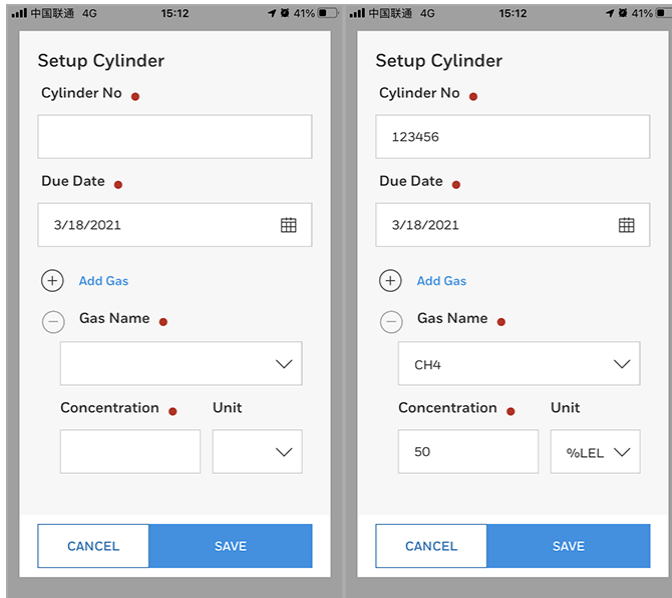 中国联通 4G 15:12 41%
Setup Cylinder
Cylinder No
Due Date
3/18/2021
Add Gas
Gas Name
Concentration Unit
CANCEL SAVE
中国联通 4G 15:12 41%
Setup Cylinder
Cylinder No
123456
Due Date
3/18/2021
Add Gas
Gas Name
CH4
Concentration Unit
50 %LEL
CANCEL SAVE